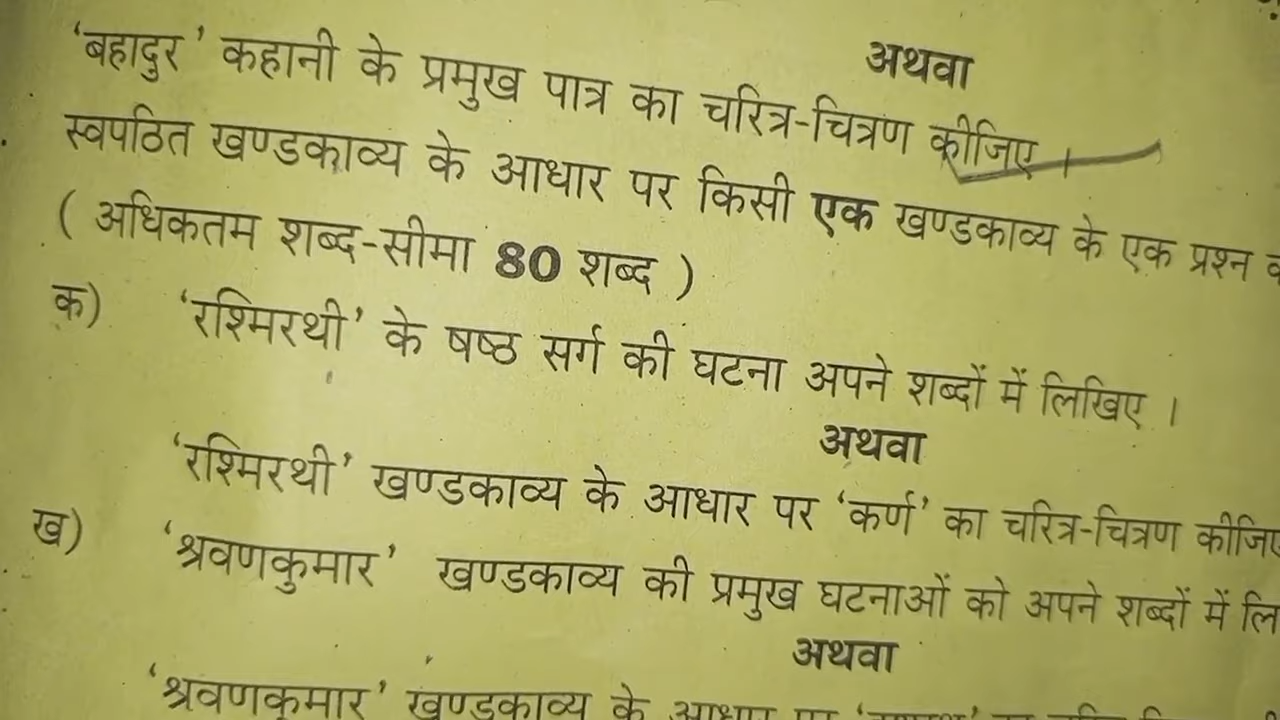 अथवा
'बहादुर' कहानी के प्रमुख पात्र का चरित्र-चित्रण कीजिए ।
स्वपठित खण्डकाव्य के आधार पर किसी एक खण्डकाव्य के एक प्रश्न
( अधिकतम शब्द-सीमा 80 शब्द )
क) 'रश्मिरथी' के षष्ठ सर्ग की घटना अपने शब्दों में लिखिए ।
अथवा
'रश्मिरथी' खण्डकाव्य के आधार पर 'कर्ण' का चरित्र-चित्रण कीजिए
ख) 'श्रवणकुमार' खण्डकाव्य की प्रमुख घटनाओं को अपने शब्दों में
अथवा
'श्रवणकुमार' खण्डकाव्य के आधार पर